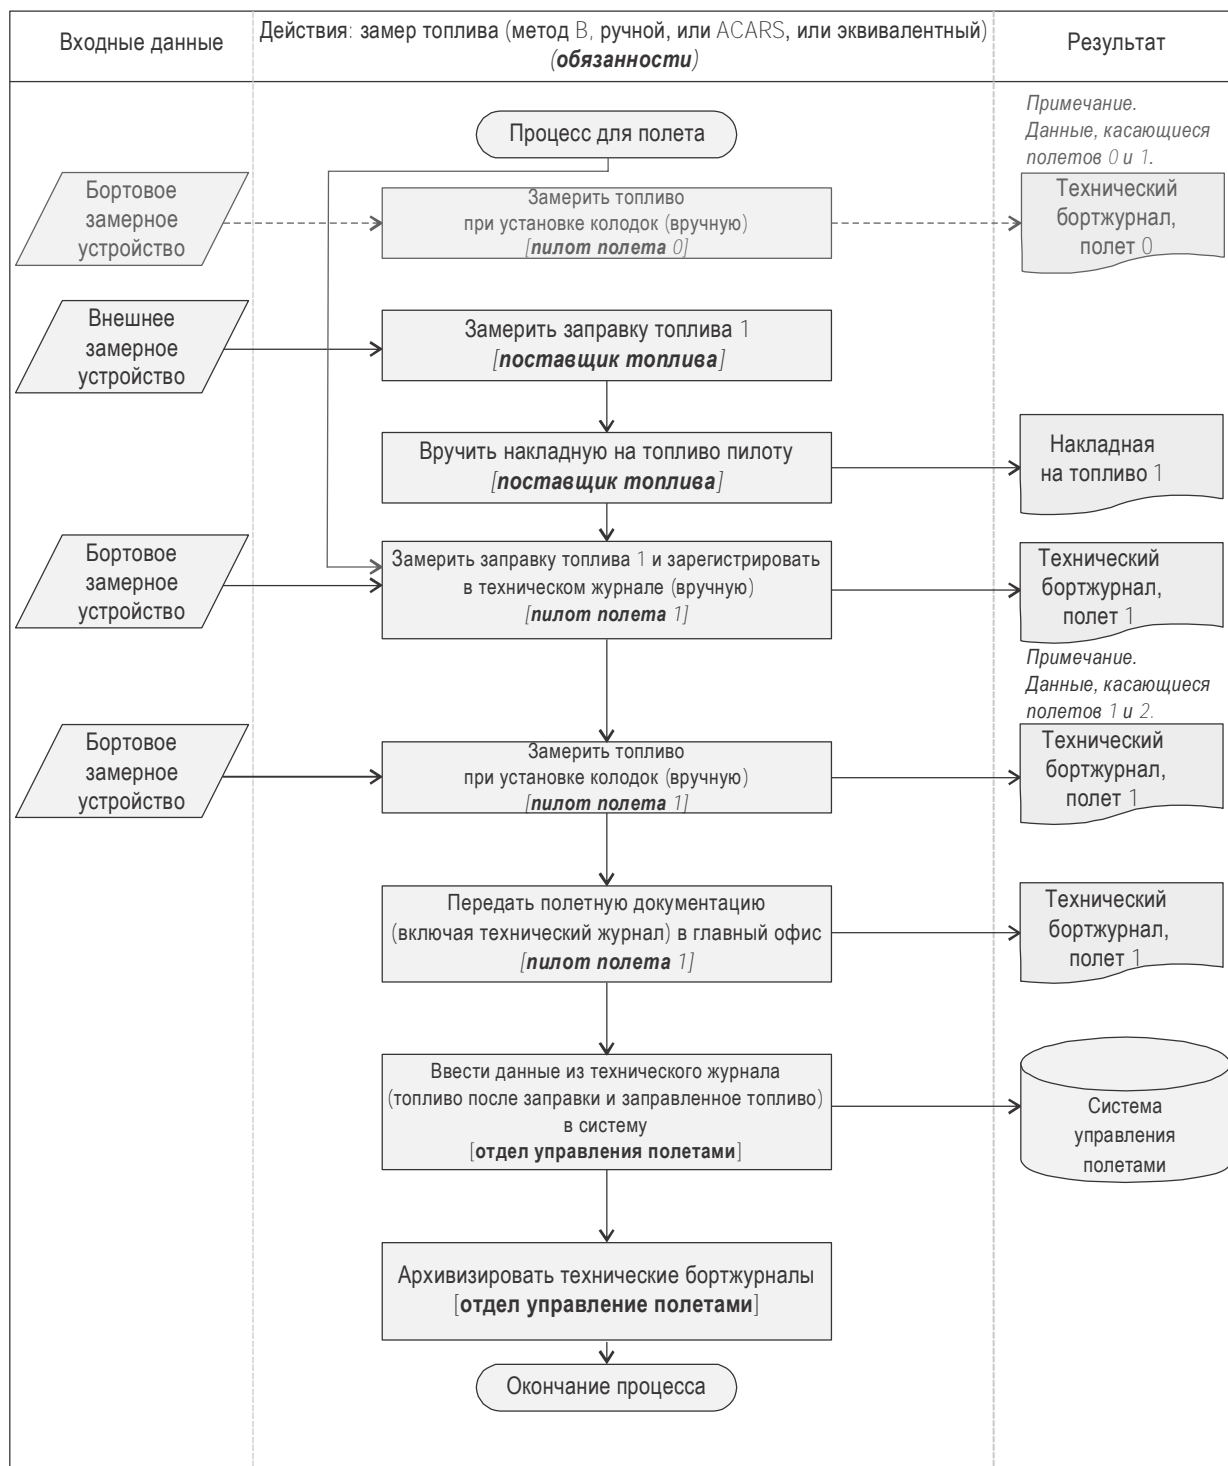 Входные данные
Действия: замер топлива (метод B, ручной, или ACARS, или эквивалентный)
(обязанности)
Результат
Процесс для полета
Примечание.
Данные, касающиеся
полетов 0 и 1.
Бортовое
замерное
устройство
Замерить топливо
при установке колодок (вручную)
[пилот полета 0]
Технический
бортжурнал,
полет 0
Внешнее
замерное
устройство
Замерить заправку топлива 1
[поставщик топлива]
Вручить накладную на топливо пилоту
[поставщик топлива]
Накладная
на топливо 1
Бортовое
замерное
устройство
Замерить заправку топлива 1 и зарегистрировать
в техническом журнале (вручную)
[пилот полета 1]
Технический
бортжурнал,
полет 1
Примечание.
Данные, касающиеся
полетов 1 и 2.
Бортовое
замерное
устройство
Замерить топливо
при установке колодок (вручную)
[пилот полета 1]
Технический
бортжурнал,
полет 1
Передать полетную документацию
(включая технический журнал) в главный офис
[пилот полета 1]
Технический
бортжурнал,
полет 1
Ввести данные из технического журнала
(топливо после заправки и заправленное топливо)
в систему
[отдел управления полетами]
Система
управления
полетами
Архивизировать технические бортжурналы
[отдел управление полетами]
Окончание процесса